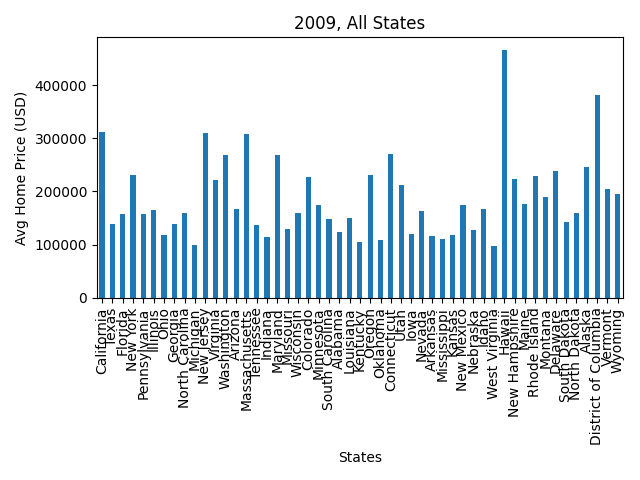 2009, All States
Avg Home Price (USD)
400000
300000
200000
100000
0
California
Texas
Florida
New York
Pennsylvania
Illinois
Ohio
Georgia
North Carolina
Michigan
New Jersey
Virginia
Washington
Arizona
Massachusetts
Tennessee
Indiana
Maryland
Missouri
Wisconsin
Colorado
Minnesota
South Carolina
Alabama
Louisiana
Kentucky
Oregon
Oklahoma
Connecticut
Utah
Iowa
Nevada
Arkansas
Mississippi
Kansas
New Mexico
Nebraska
Idaho
West Virginia
Hawaii
New Hampshire
Maine
Rhode Island
Montana
Delaware
South Dakota
North Dakota
Alaska
District of Columbia
Vermont
Wyoming
States